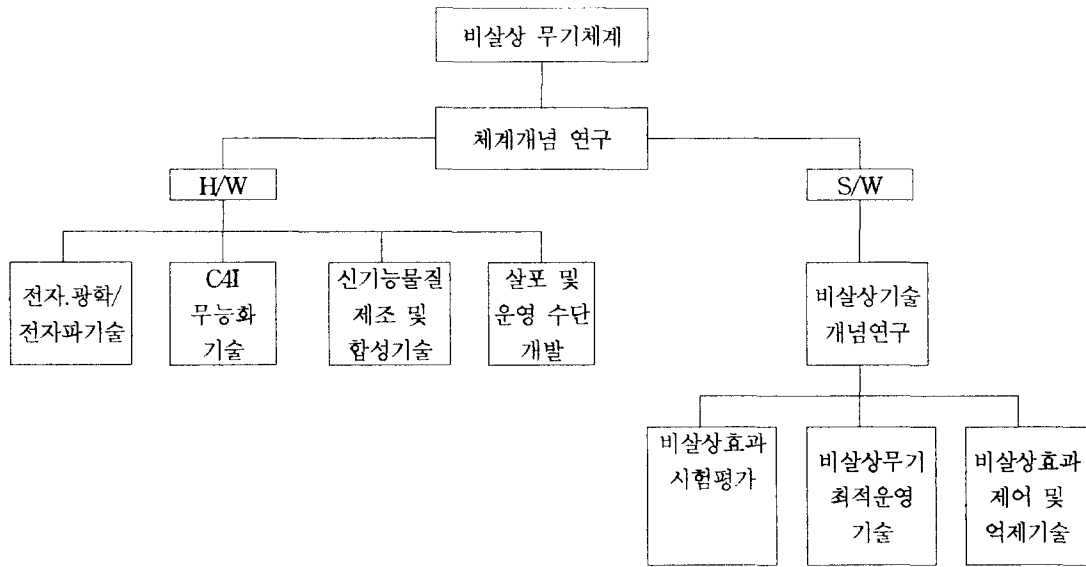 비살상 무기체계
체계개념 연구
H/W
S/W
전자.광학/
전자파기술
C4I
무능화
기술
신기능물질
제조 및
합성기술
살포 및
운영 수단
개발
비살상기술
개념연구
비살상효과
시험평가
비살상무기
최적운영
기술
비살상효과
제어 및
억제기술